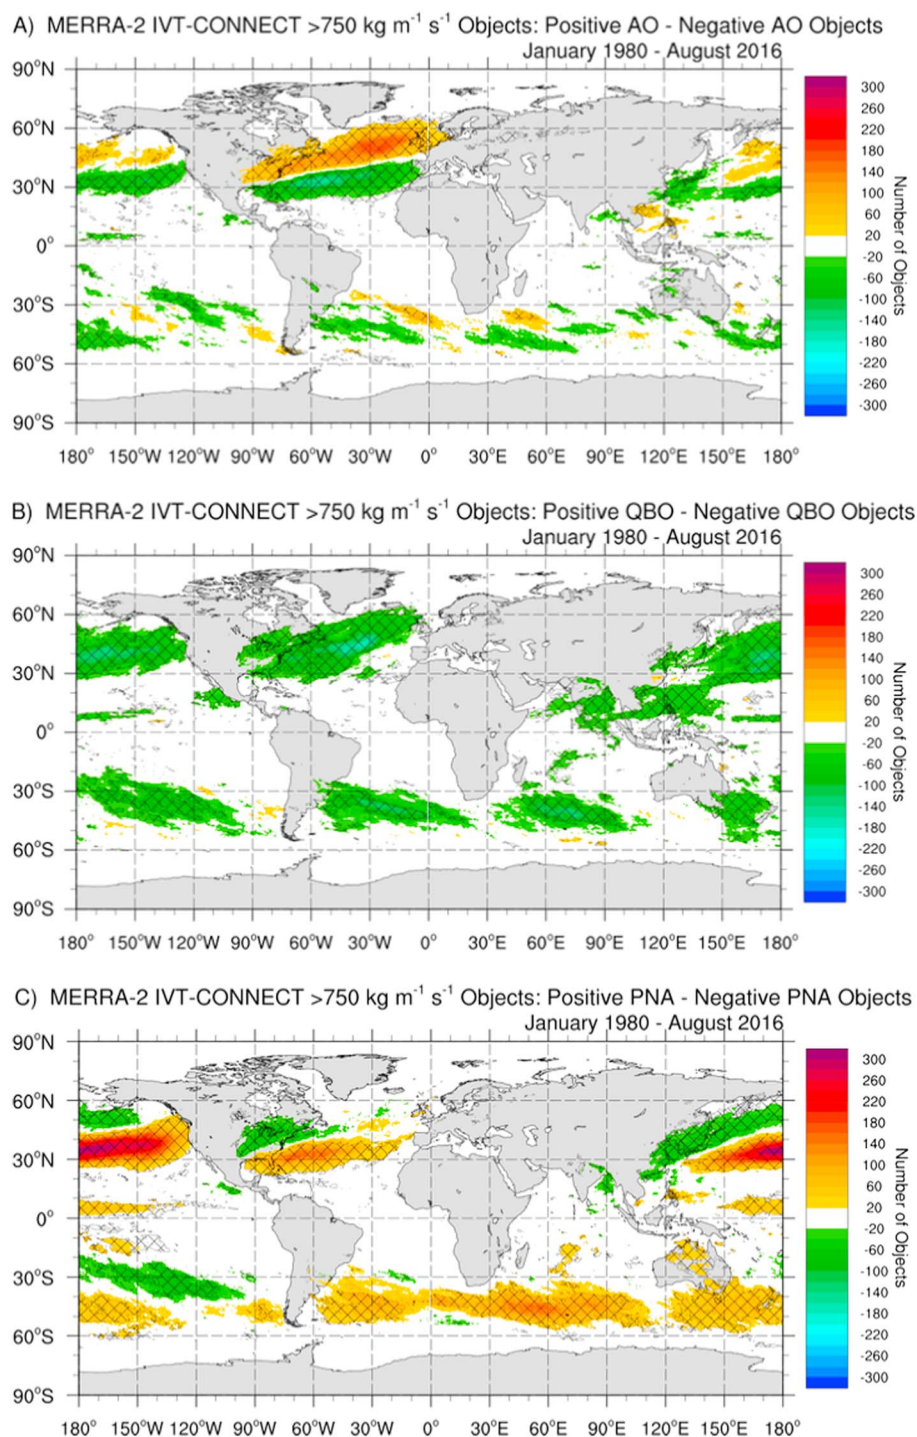 A) MERRA-2 IVT-CONNECT >750 kg m⁻¹ s⁻¹ Objects: Positive AO - Negative AO Objects
January 1980 - August 2016
90°N
60°N
30°N
0°
30°S
60°S
90°S
180° 150°W 120°W 90°W 60°W 30°W 0° 30°E 60°E 90°E 120°E 150°E 180°
300
260
220
180
140
100
60
20
-20
-60
-100
-140
-180
-220
-260
-300
Number of Objects
B) MERRA-2 IVT-CONNECT >750 kg m⁻¹ s⁻¹ Objects: Positive QBO - Negative QBO Objects
January 1980 - August 2016
90°N
60°N
30°N
0°
30°S
60°S
90°S
180° 150°W 120°W 90°W 60°W 30°W 0° 30°E 60°E 90°E 120°E 150°E 180°
300
260
220
180
140
100
60
20
-20
-60
-100
-140
-180
-220
-260
-300
Number of Objects
C) MERRA-2 IVT-CONNECT >750 kg m⁻¹ s⁻¹ Objects: Positive PNA - Negative PNA Objects
January 1980 - August 2016
90°N
60°N
30°N
0°
30°S
60°S
90°S
180° 150°W 120°W 90°W 60°W 30°W 0° 30°E 60°E 90°E 120°E 150°E 180°
300
260
220
180
140
100
60
20
-20
-60
-100
-140
-180
-220
-260
-300
Number of Objects